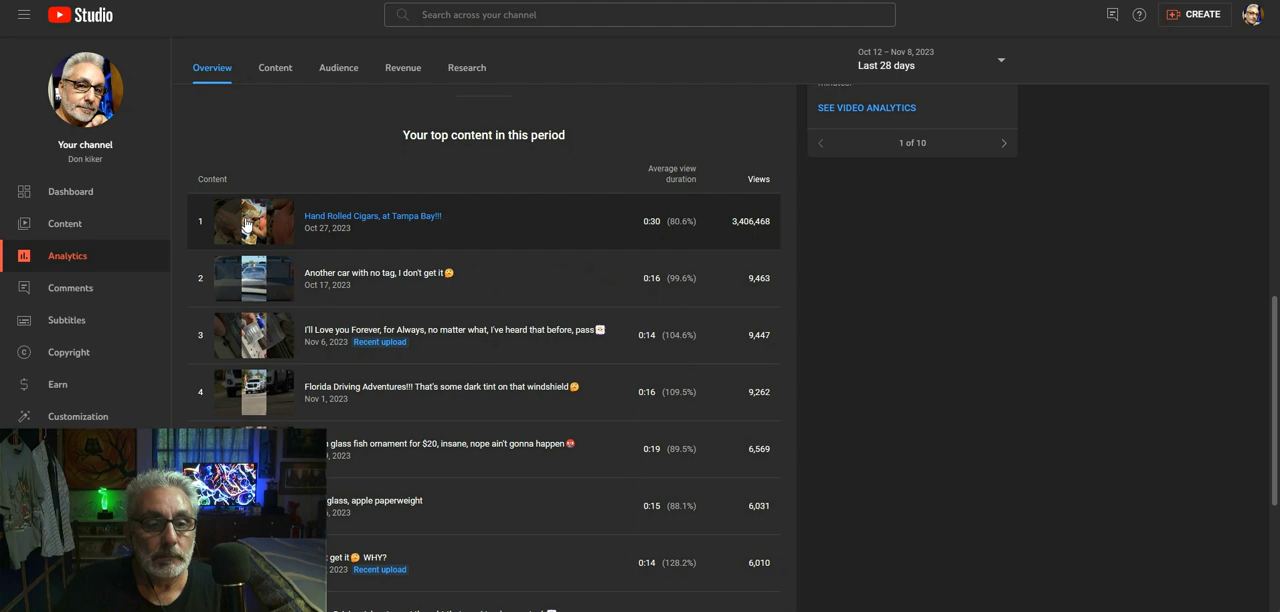 Studio
Search across your channel
CREATE
Your channel
Don kiker
Dashboard
Content
Analytics
Comments
Subtitles
Copyright
Earn
Customization
Overview
Content
Audience
Revenue
Research
Oct 12 – Nov 8, 2023
Last 28 days
SEE VIDEO ANALYTICS
1 of 10
Your top content in this period
Content
Average view
duration
Views
1
Hand Rolled Cigars, at Tampa Bay!!!
Oct 27, 2023
0:30 (80.6%)
3,406,468
2
Another car with no tag, I don't get it🤔
Oct 17, 2023
0:16 (99.6%)
9,463
3
I'll Love you Forever, for Always, no matter what, I've heard that before, pass
Nov 6, 2023 Recent upload
0:14 (104.6%)
9,447
4
Florida Driving Adventures!!! That's some dark tint on that windshield🤔
Nov 1, 2023
0:16 (109.5%)
9,262
glass fish ornament for $20, insane, nope ain't gonna happen
, 2023
0:19 (89.5%)
6,569
glass, apple paperweight
, 2023
0:15 (88.1%)
6,031
get it🤔 WHY?
2023 Recent upload
0:14 (128.2%)
6,010